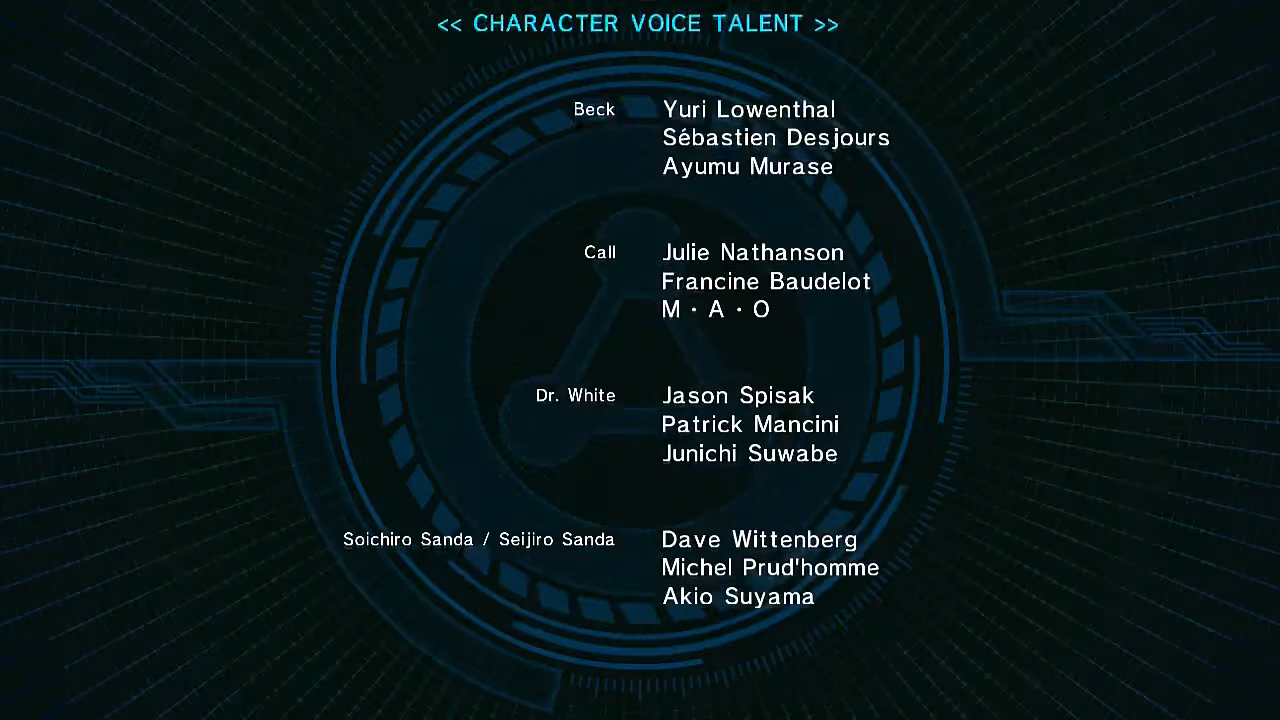 << CHARACTER VOICE TALENT >>
Beck Yuri Lowenthal
Sébastien Desjours
Ayumu Murase
Call Julie Nathanson
Francine Baudelot
M・A・O
Dr. White Jason Spisak
Patrick Mancini
Junichi Suwabe
Soichiro Sanda / Seijiro Sanda Dave Wittenberg
Michel Prud'homme
Akio Suyama